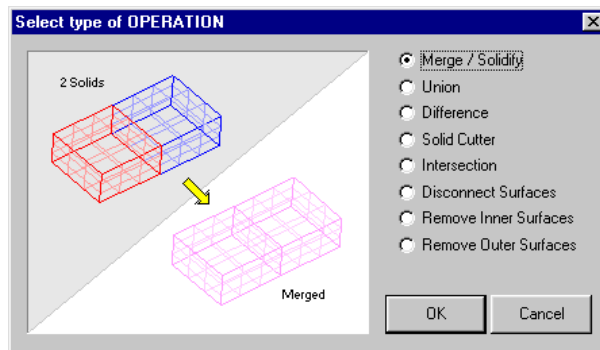 Select type of OPERATION
2 Solids
Merged
Merge / Solidify
Union
Difference
Solid Cutter
Intersection
Disconnect Surfaces
Remove Inner Surfaces
Remove Outer Surfaces
OK
Cancel